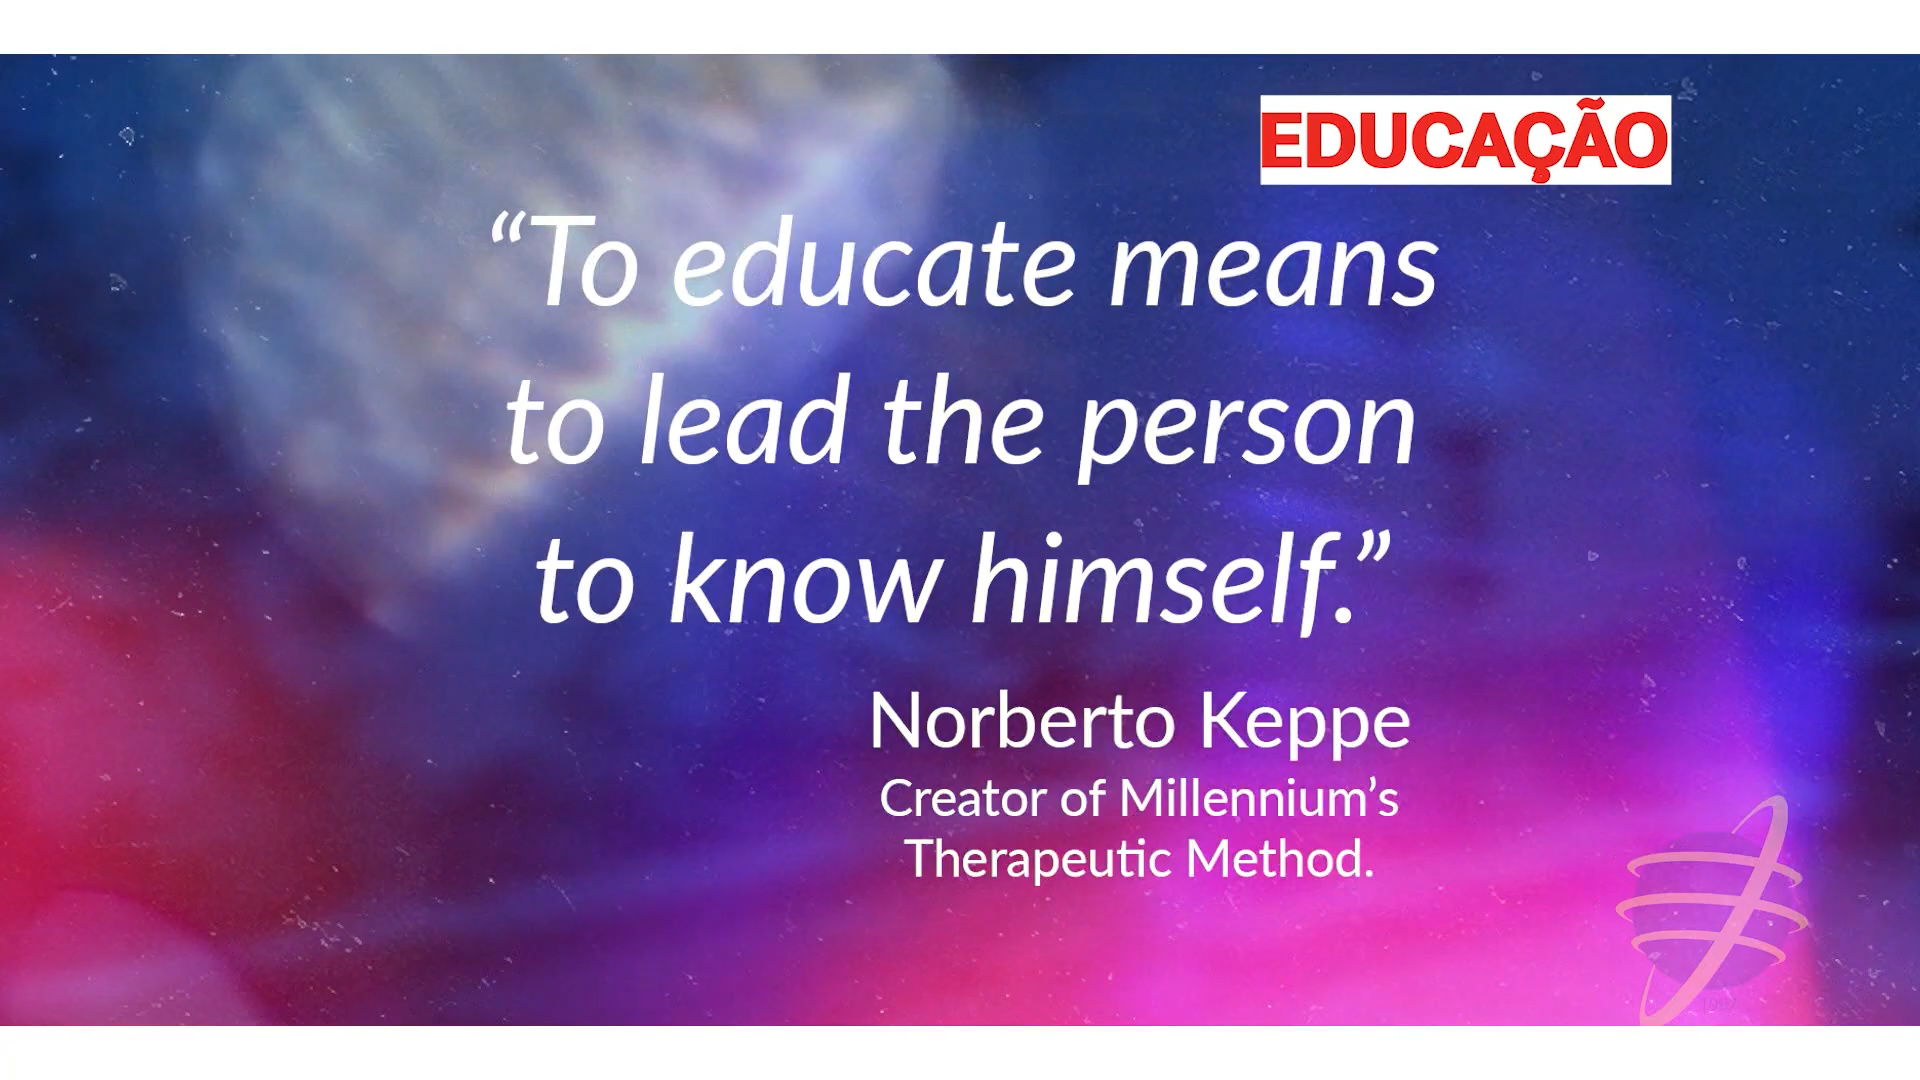 EDUCAÇÃO
“To educate means
to lead the person
to know himself.”
Norberto Keppe
Creator of Millennium’s
Therapeutic Method.